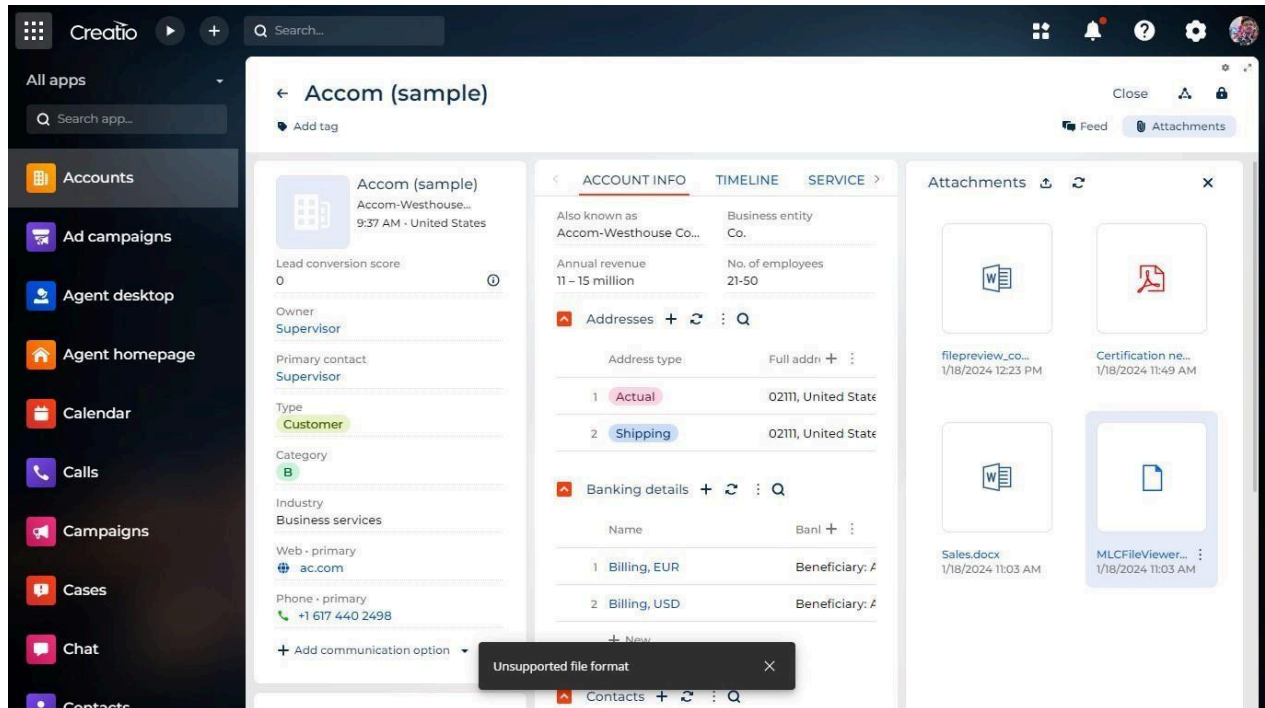 Creatio
Search...
All apps
Search app...
Accounts
Ad campaigns
Agent desktop
Agent homepage
Calendar
Calls
Campaigns
Cases
Chat
Contacts
Accom (sample)
Close
Add tag
Feed
Attachments
Accom (sample)
Accom-Westhouse...
9:37 AM · United States
Lead conversion score
0
Owner
Supervisor
Primary contact
Supervisor
Type
Customer
Category
B
Industry
Business services
Web · primary
ac.com
Phone · primary
+1 617 440 2498
Add communication option
ACCOUNT INFO TIMELINE SERVICE
Also known as Business entity
Accom-Westhouse Co... Co.
Annual revenue No. of employees
11 – 15 million 21-50
Addresses
Address type Full addr
1 Actual 02111, United State
2 Shipping 02111, United State
Banking details
Name Banl
1 Billing, EUR Beneficiary: A
2 Billing, USD Beneficiary: A
+ New
Contacts
Unsupported file format
Attachments
W
filepreview_co...
1/18/2024 12:23 PM
Certification ne...
1/18/2024 11:49 AM
W
Sales.docx
1/18/2024 11:03 AM
MLCFileViewer...
1/18/2024 11:03 AM